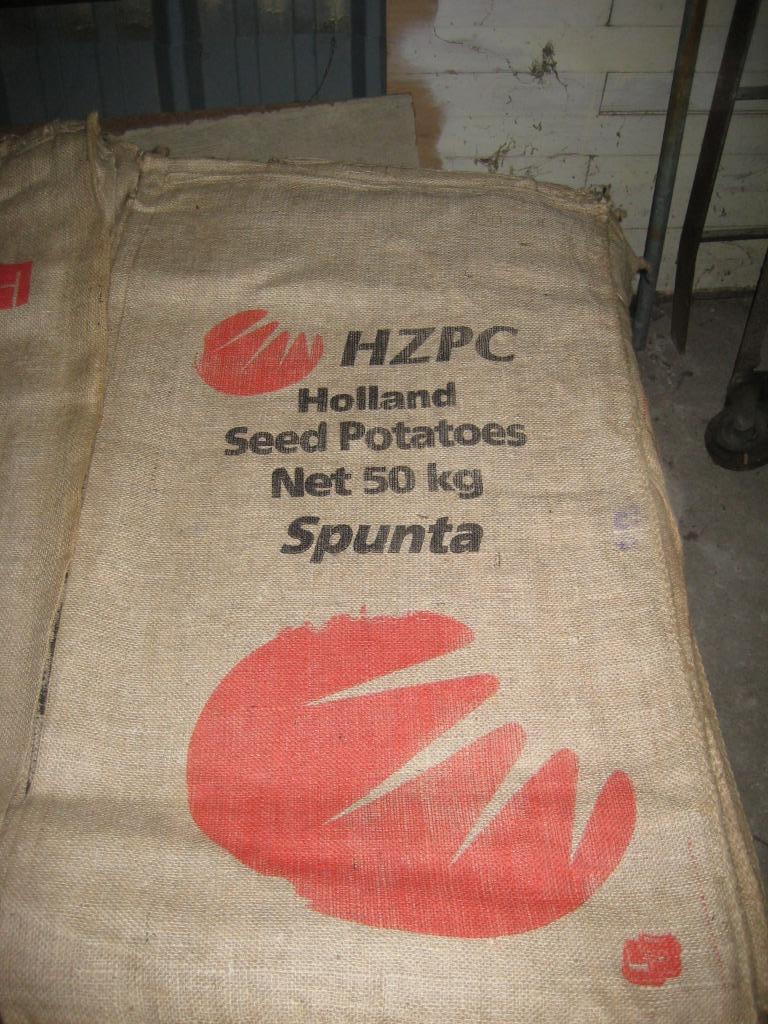 HZPC
Holland
Seed Potatoes
Net 50 kg
Spunta